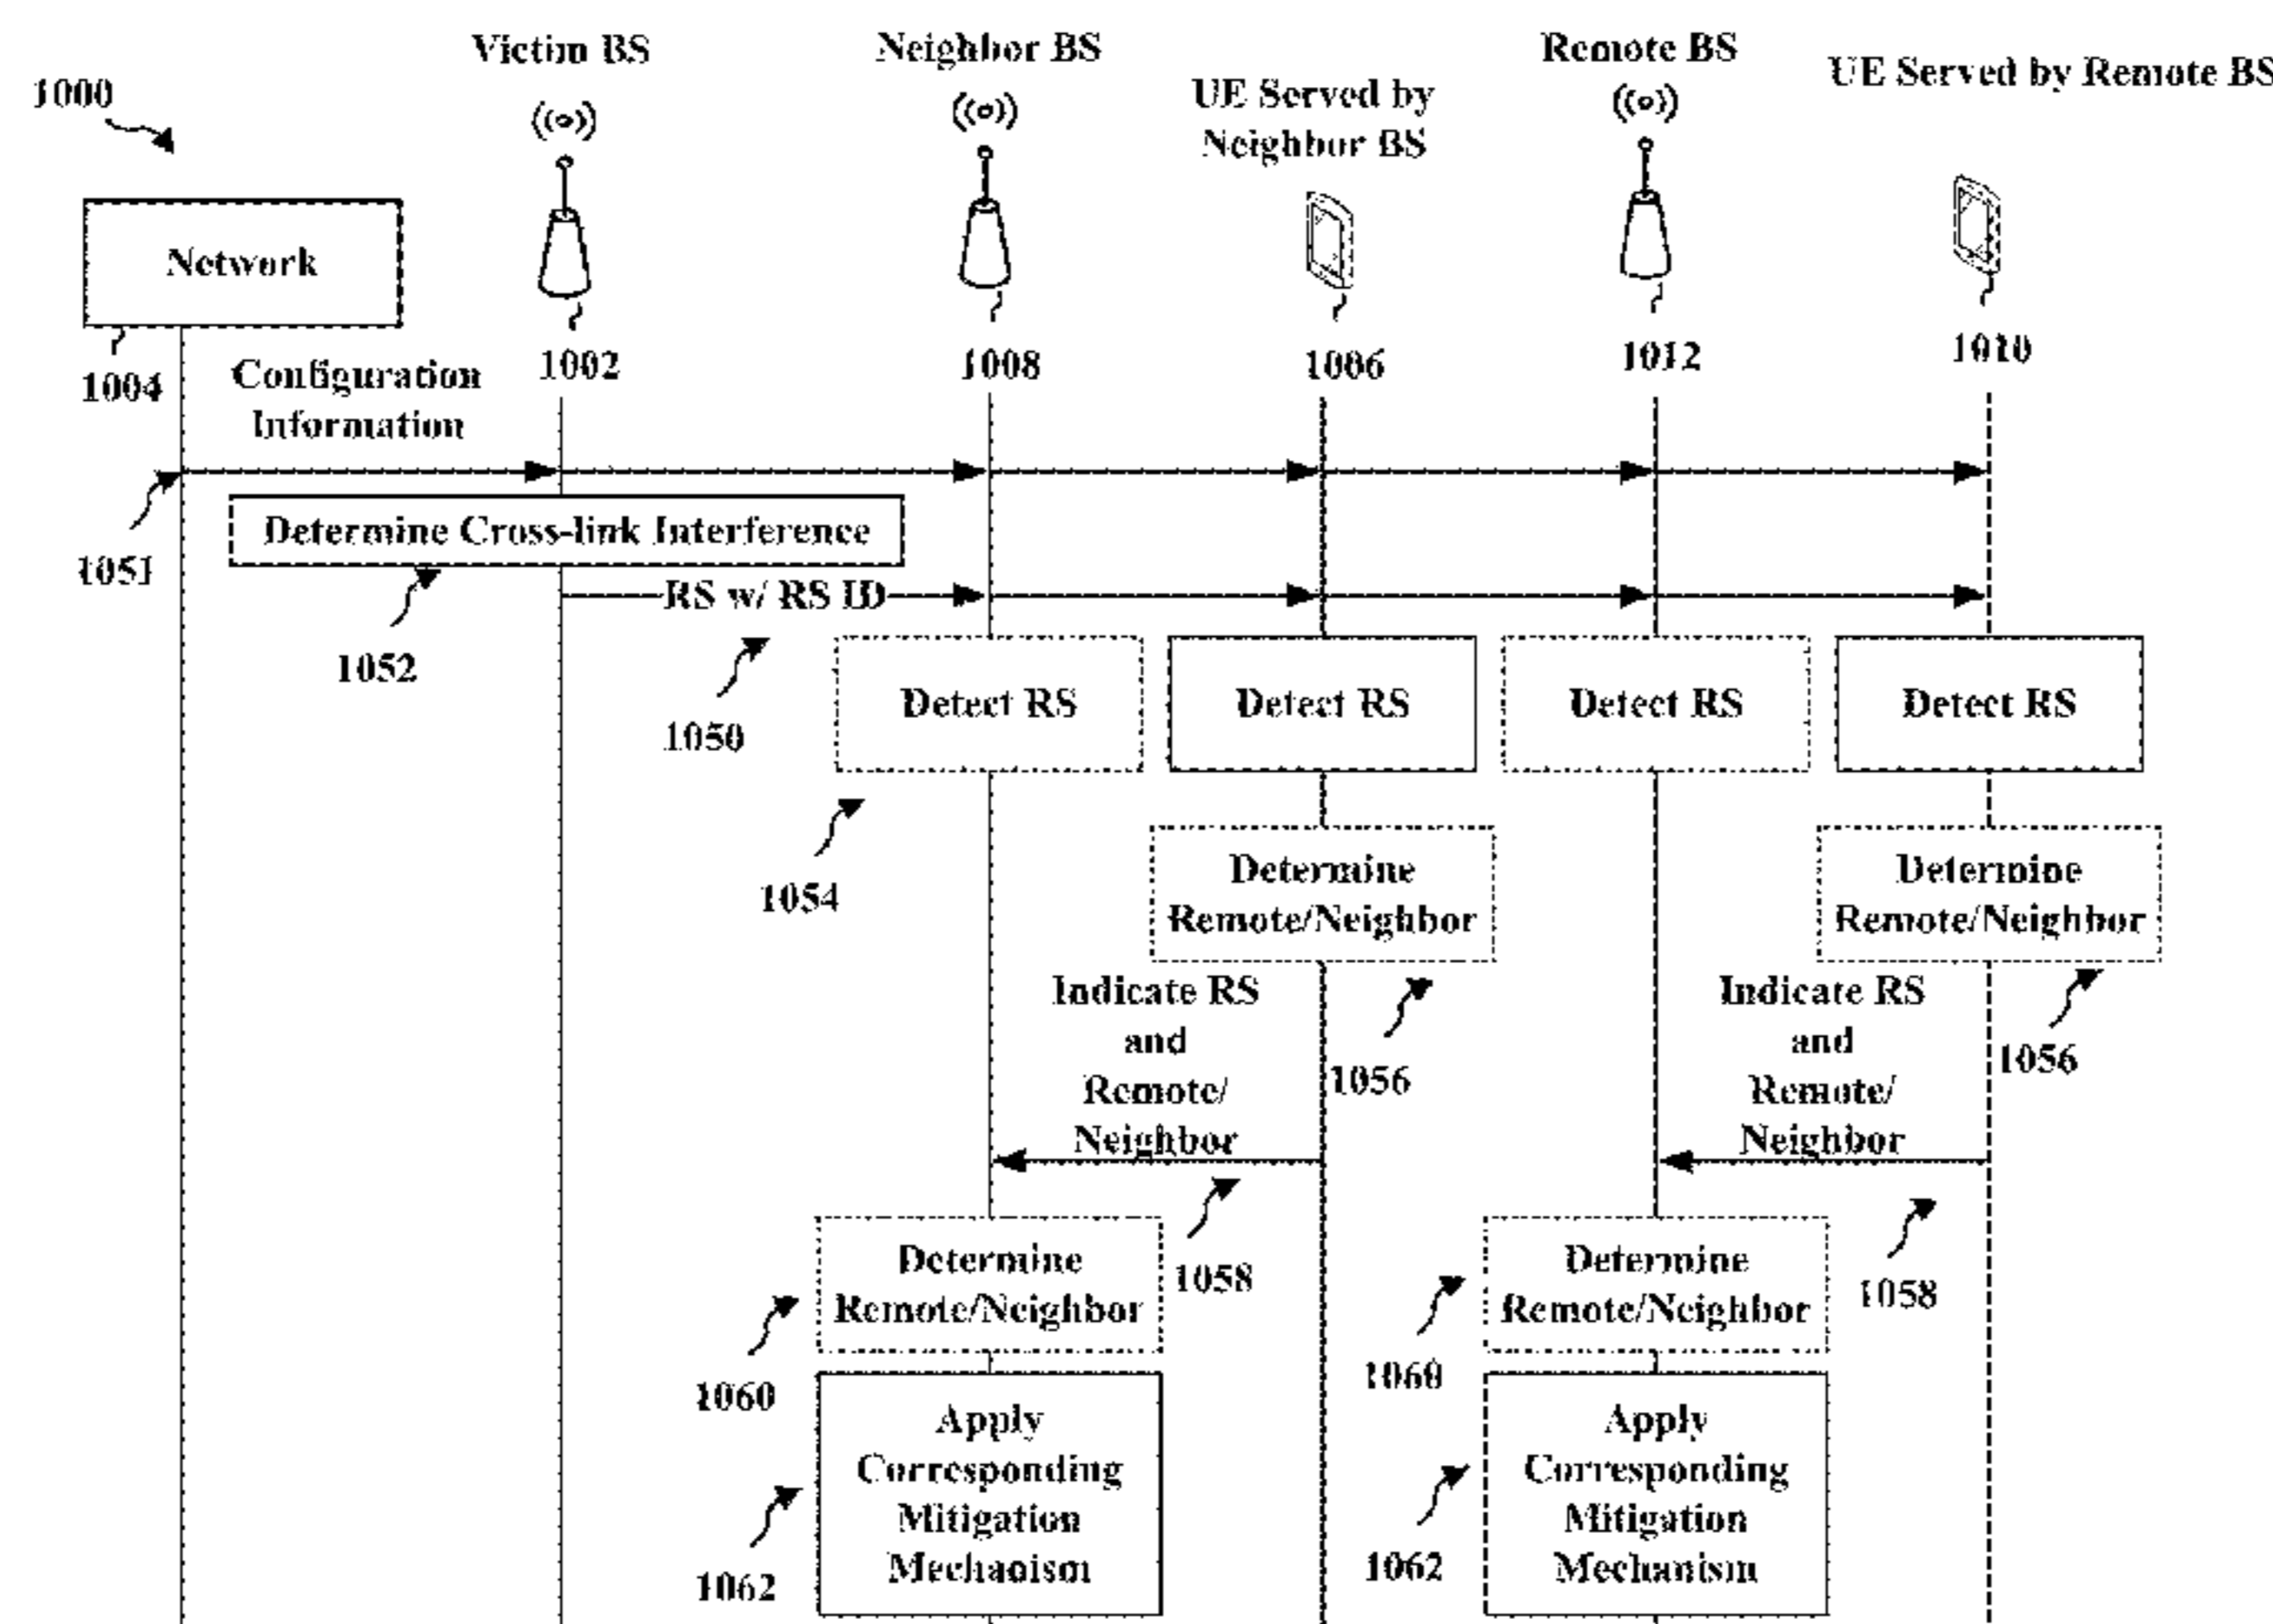 1000
Victim BS
Neighbor BS
UE Served by
Neighbor BS
Remote BS
UE Served by Remote BS
Network
1004
1002
1008
1006
1012
1010
Configuration
Information
1051
Determine Cross-link Interference
1052
RS w/ RS ID
1050
Detect RS
Detect RS
Detect RS
Detect RS
1054
Determine
Remote/Neighbor
1056
Determine
Remote/Neighbor
1056
Indicate RS
and
Remote/
Neighbor
1058
Indicate RS
and
Remote/
Neighbor
1058
Determine
Remote/Neighbor
1060
Determine
Remote/Neighbor
1060
Apply
Corresponding
Mitigation
Mechanism
1062
Apply
Corresponding
Mitigation
Mechanism
1062